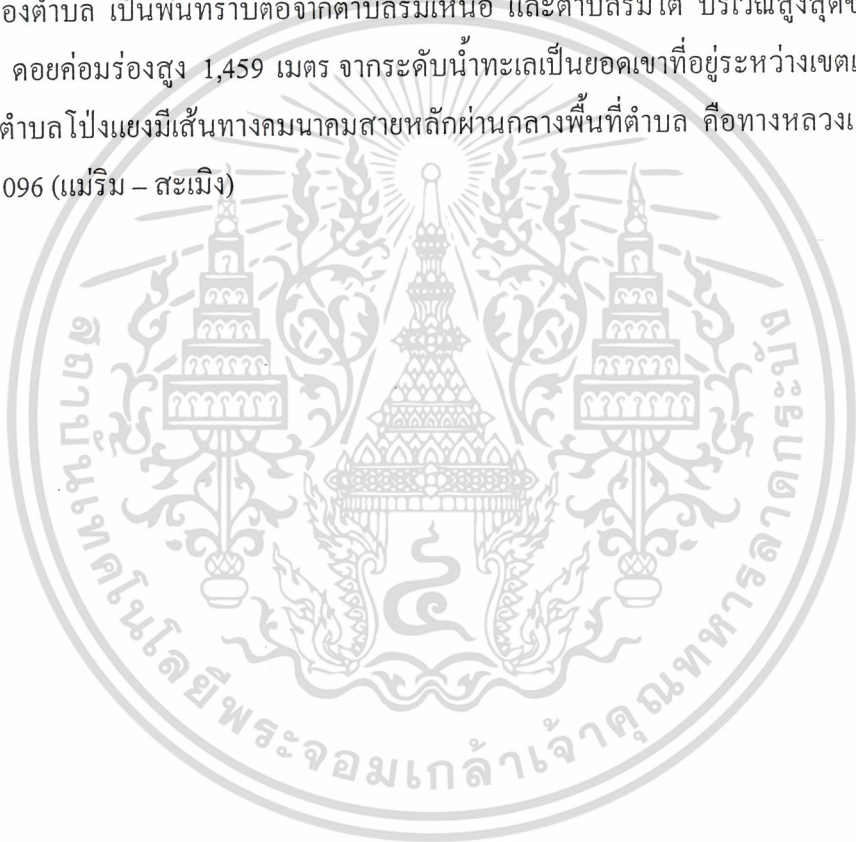 องตำบล เป็นพื้นที่ราบต่อจากตำบลริมเหนือ และตำบลริมใต้ บริเวณสูงสุดข
ดอยค่อมร่องสูง 1,459 เมตร จากระดับน้ำทะเลเป็นยอดเขาที่อยู่ระหว่างเขต
ตำบลโป่งแยงมีเส้นทางคมนาคมสายหลักผ่านกลางพื้นที่ตำบล คือทางหลวง
096 (แม่ริม – สะเมิง)
สถาบันเทคโนโลยีพระจอมเกล้าเจ้าคุณทหารลาดกระบัง